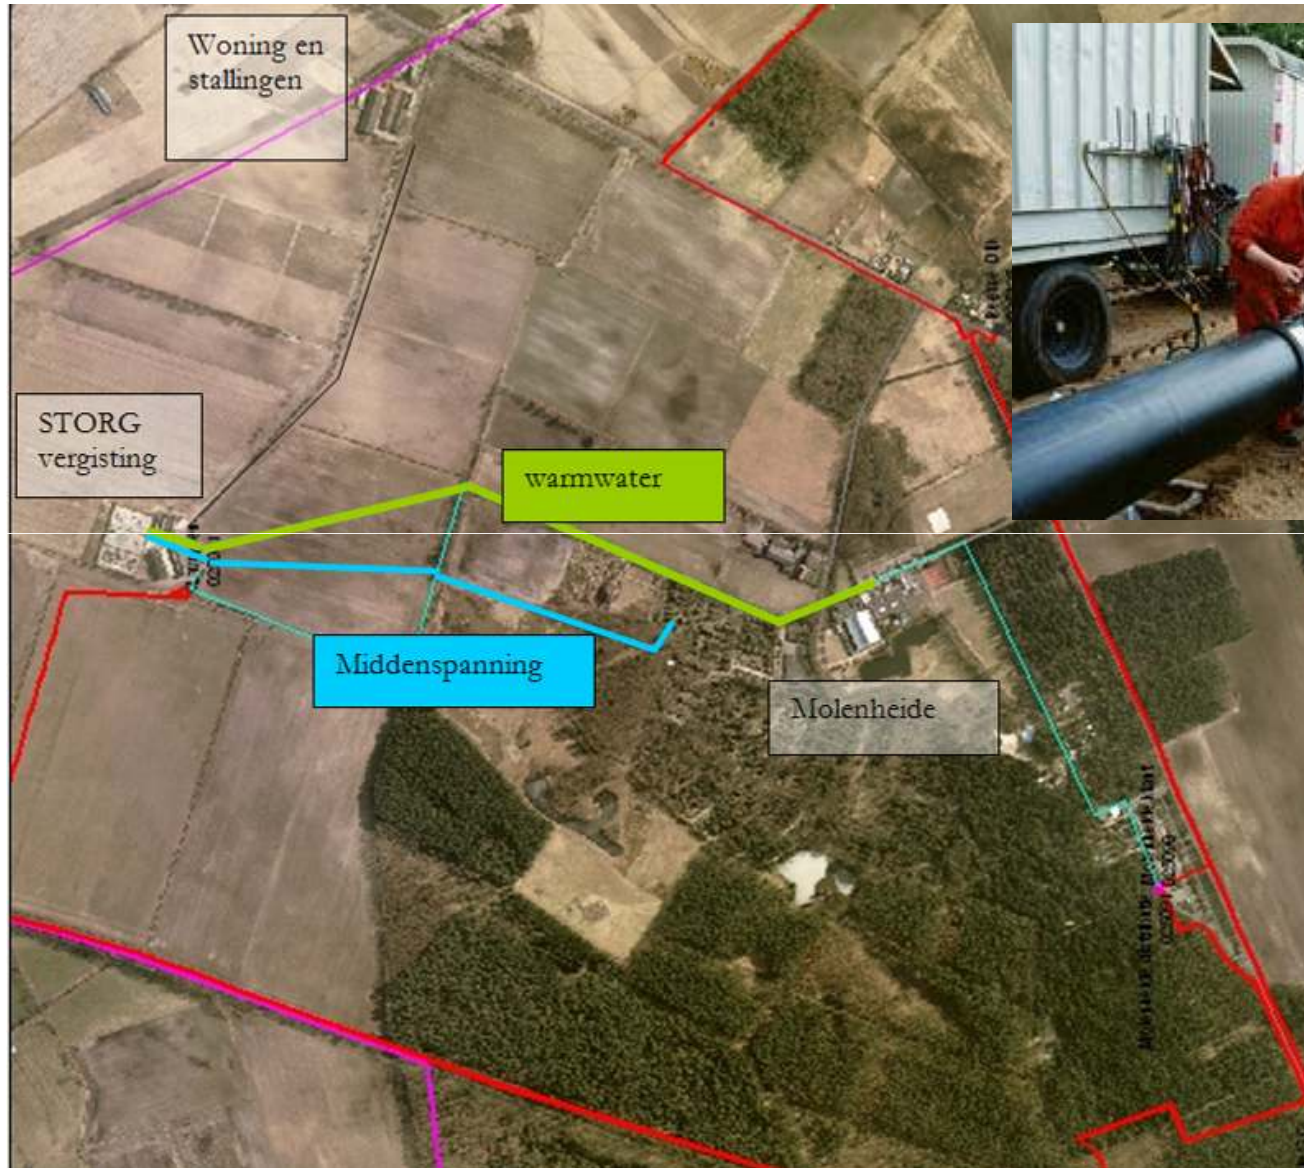 Woning en
stallingen
STORG
vergisting
warmwater
Middenspanning
Molenheide